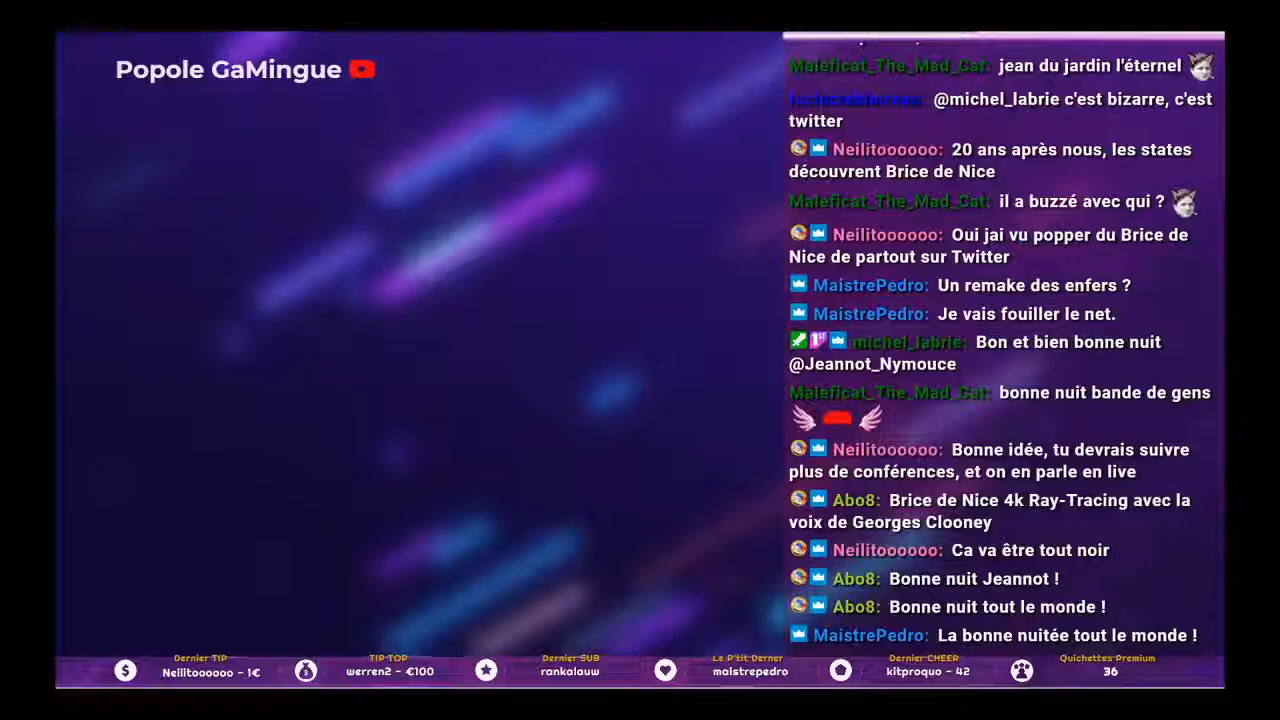 Popole GaMingue
Maleficat_The_Mad_Cat: jean du jardin l'éternel
@michel_labrie c'est bizarre, c'est
twitter
Neilitoooooo: 20 ans après nous, les states
découvrent Brice de Nice
Maleficat_The_Mad_Cat: il a buzzé avec qui ?
Neilitoooooo: Oui jai vu popper du Brice de
Nice de partout sur Twitter
MaistrePedro: Un remake des enfers ?
MaistrePedro: Je vais fouiller le net.
michel_labrie: Bon et bien bonne nuit
@Jeannot_Nymouce
Maleficat_The_Mad_Cat: bonne nuit bande de gens
Neilitoooooo: Bonne idée, tu devrais suivre
plus de conférences, et on en parle en live
Abo8: Brice de Nice 4k Ray-Tracing avec la
voix de Georges Clooney
Neilitoooooo: Ca va être tout noir
Abo8: Bonne nuit Jeannot !
Abo8: Bonne nuit tout le monde !
MaistrePedro: La bonne nuitée tout le monde !
Dernier TIP
Neilitoooooo - 1€
TIP TOP
werren2 - €100
Dernier SUB
rankalauw
Le P'tit Derner
maistrepedro
Dernier CHEER
kitproquo - 42
Quichettes Premium
36